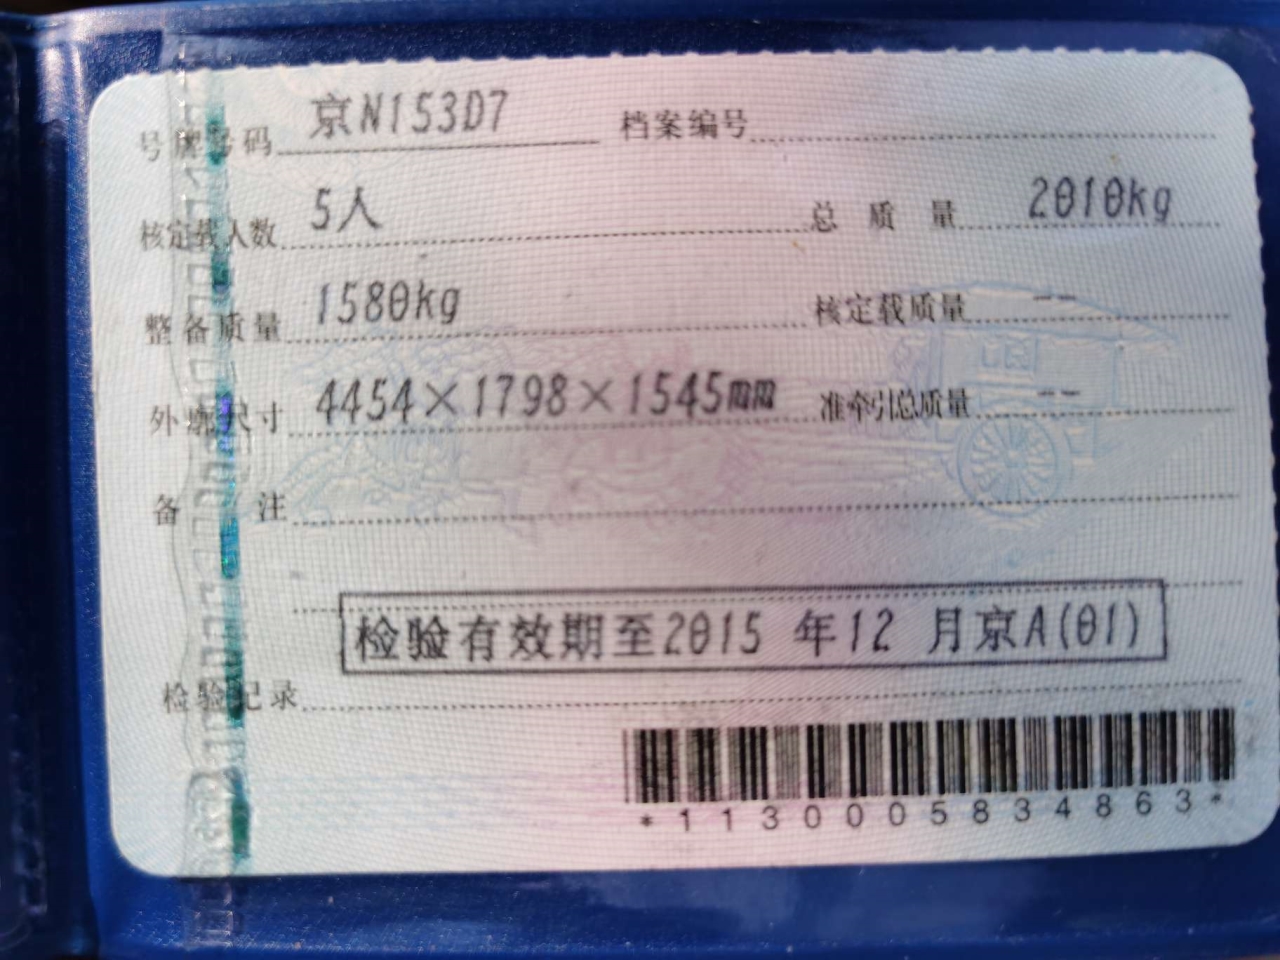 号牌号码 京N153D7 档案编号
核定载人数 5人 总质量 2010kg
整备质量 1580kg 核定载质量 --
外廓尺寸 4454×1798×1545mm 准牵引总质量 --
备注
检验有效期至2015 年12 月京A(01)
检验记录
*1130005834863*